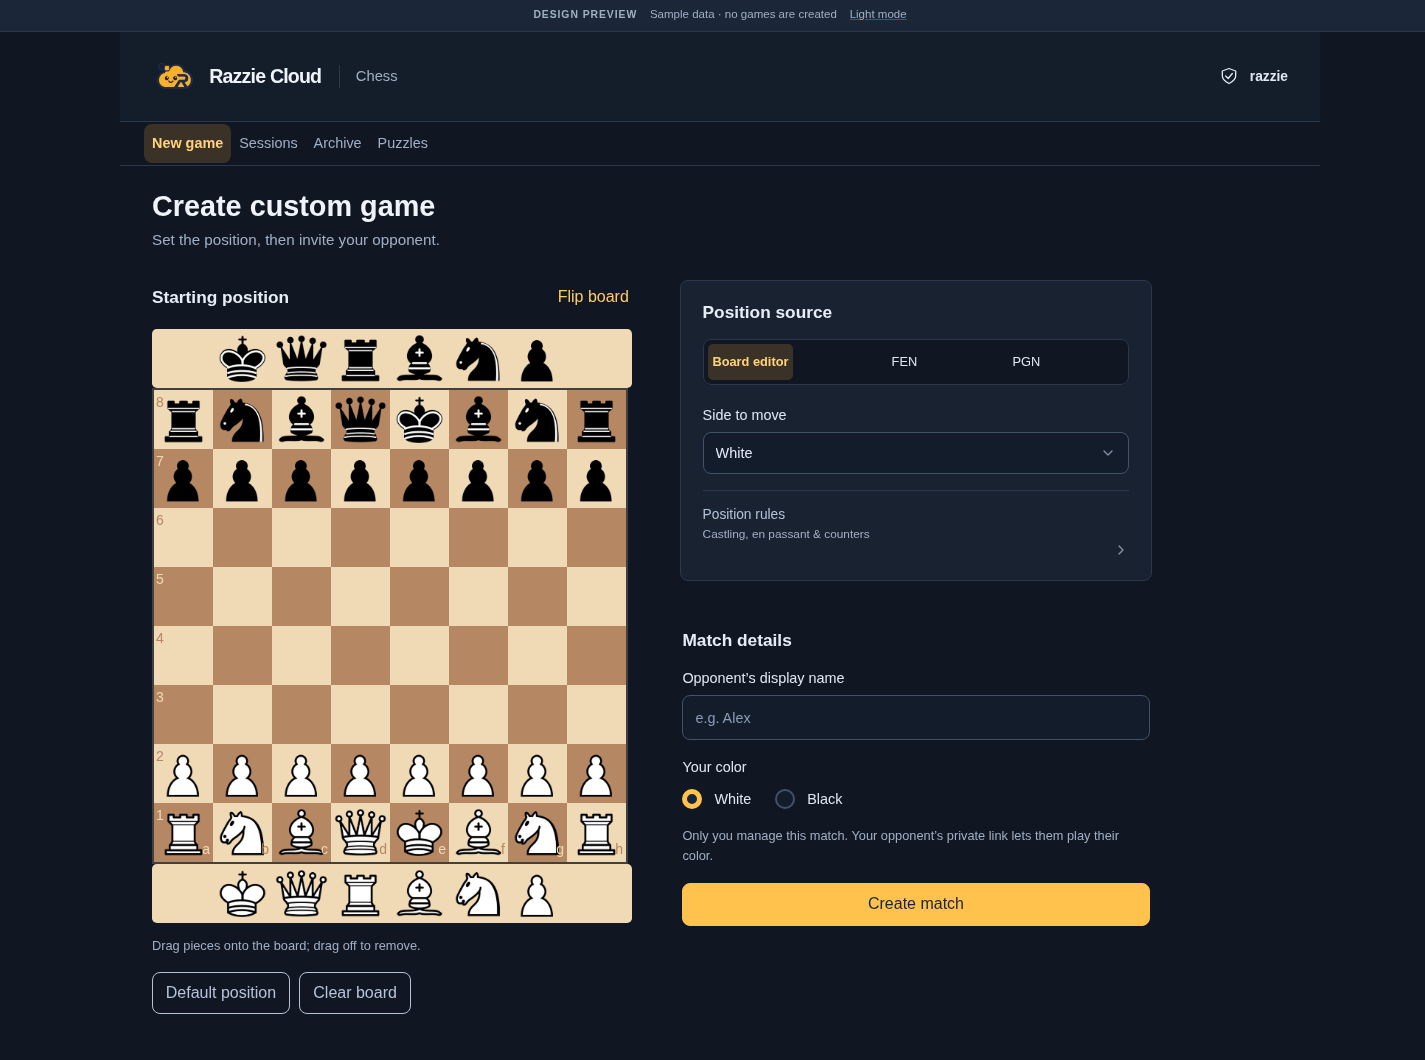 DESIGN PREVIEW Sample data · no games are created Light mode
Razzie Cloud Chess razzie
New game Sessions Archive Puzzles
Create custom game
Set the position, then invite your opponent.
Starting position Flip board
8
7
6
5
4
3
2
1
a b c d e f g h
Drag pieces onto the board; drag off to remove.
Default position Clear board
Position source
Board editor FEN PGN
Side to move
White
Position rules
Castling, en passant & counters
Match details
Opponent's display name
e.g. Alex
Your color
White Black
Only you manage this match. Your opponent's private link lets them play their
color.
Create match